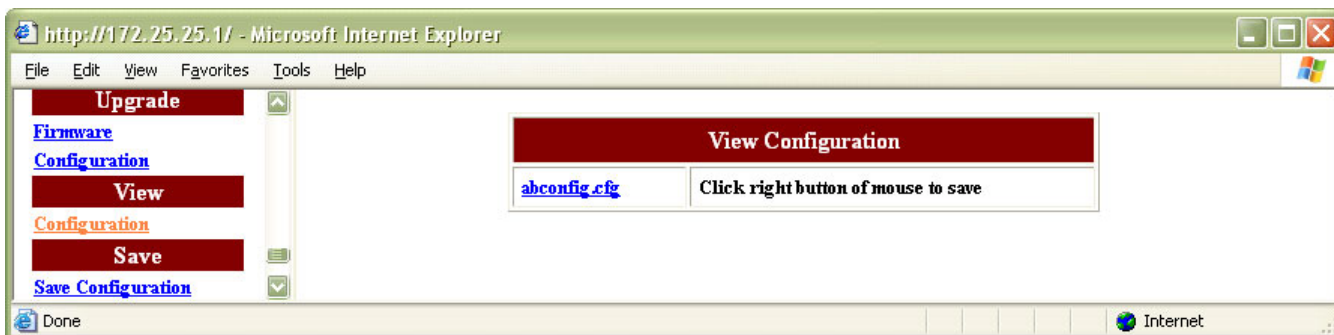 http://172.25.25.1/ - Microsoft Internet Explorer
File Edit View Favorites Tools Help
Upgrade
Firmware
Configuration
View
Configuration
Save
Save Configuration
View Configuration
abconfig.cfg Click right button of mouse to save
Done Internet